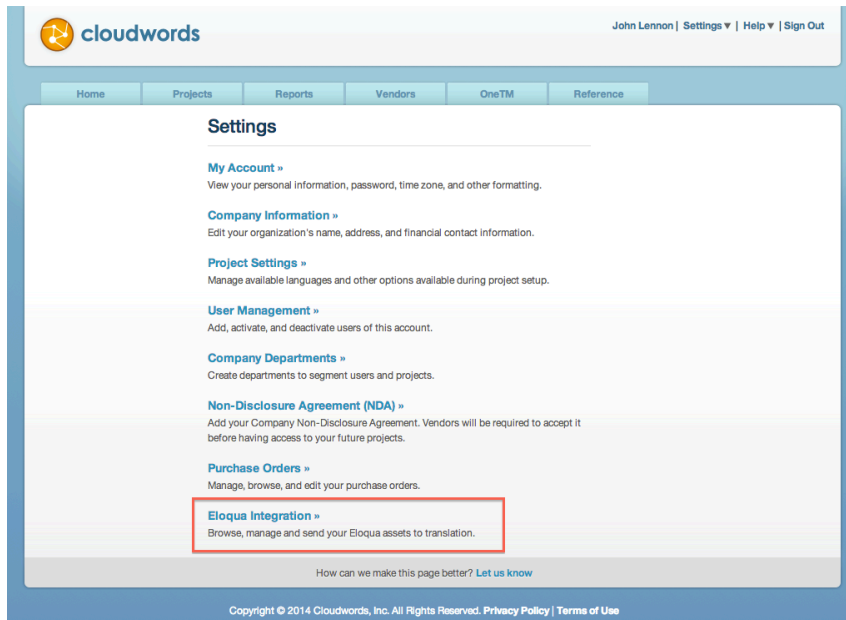 cloudwords
John Lennon | Settings ▼ | Help ▼ | Sign Out
Home Projects Reports Vendors OneTM Reference
Settings
My Account »
View your personal information, password, time zone, and other formatting.
Company Information »
Edit your organization's name, address, and financial contact information.
Project Settings »
Manage available languages and other options available during project setup.
User Management »
Add, activate, and deactivate users of this account.
Company Departments »
Create departments to segment users and projects.
Non-Disclosure Agreement (NDA) »
Add your Company Non-Disclosure Agreement. Vendors will be required to accept it
before having access to your future projects.
Purchase Orders »
Manage, browse, and edit your purchase orders.
Eloqua Integration »
Browse, manage and send your Eloqua assets to translation.
How can we make this page better? Let us know
Copyright © 2014 Cloudwords, Inc. All Rights Reserved. Privacy Policy | Terms of Use